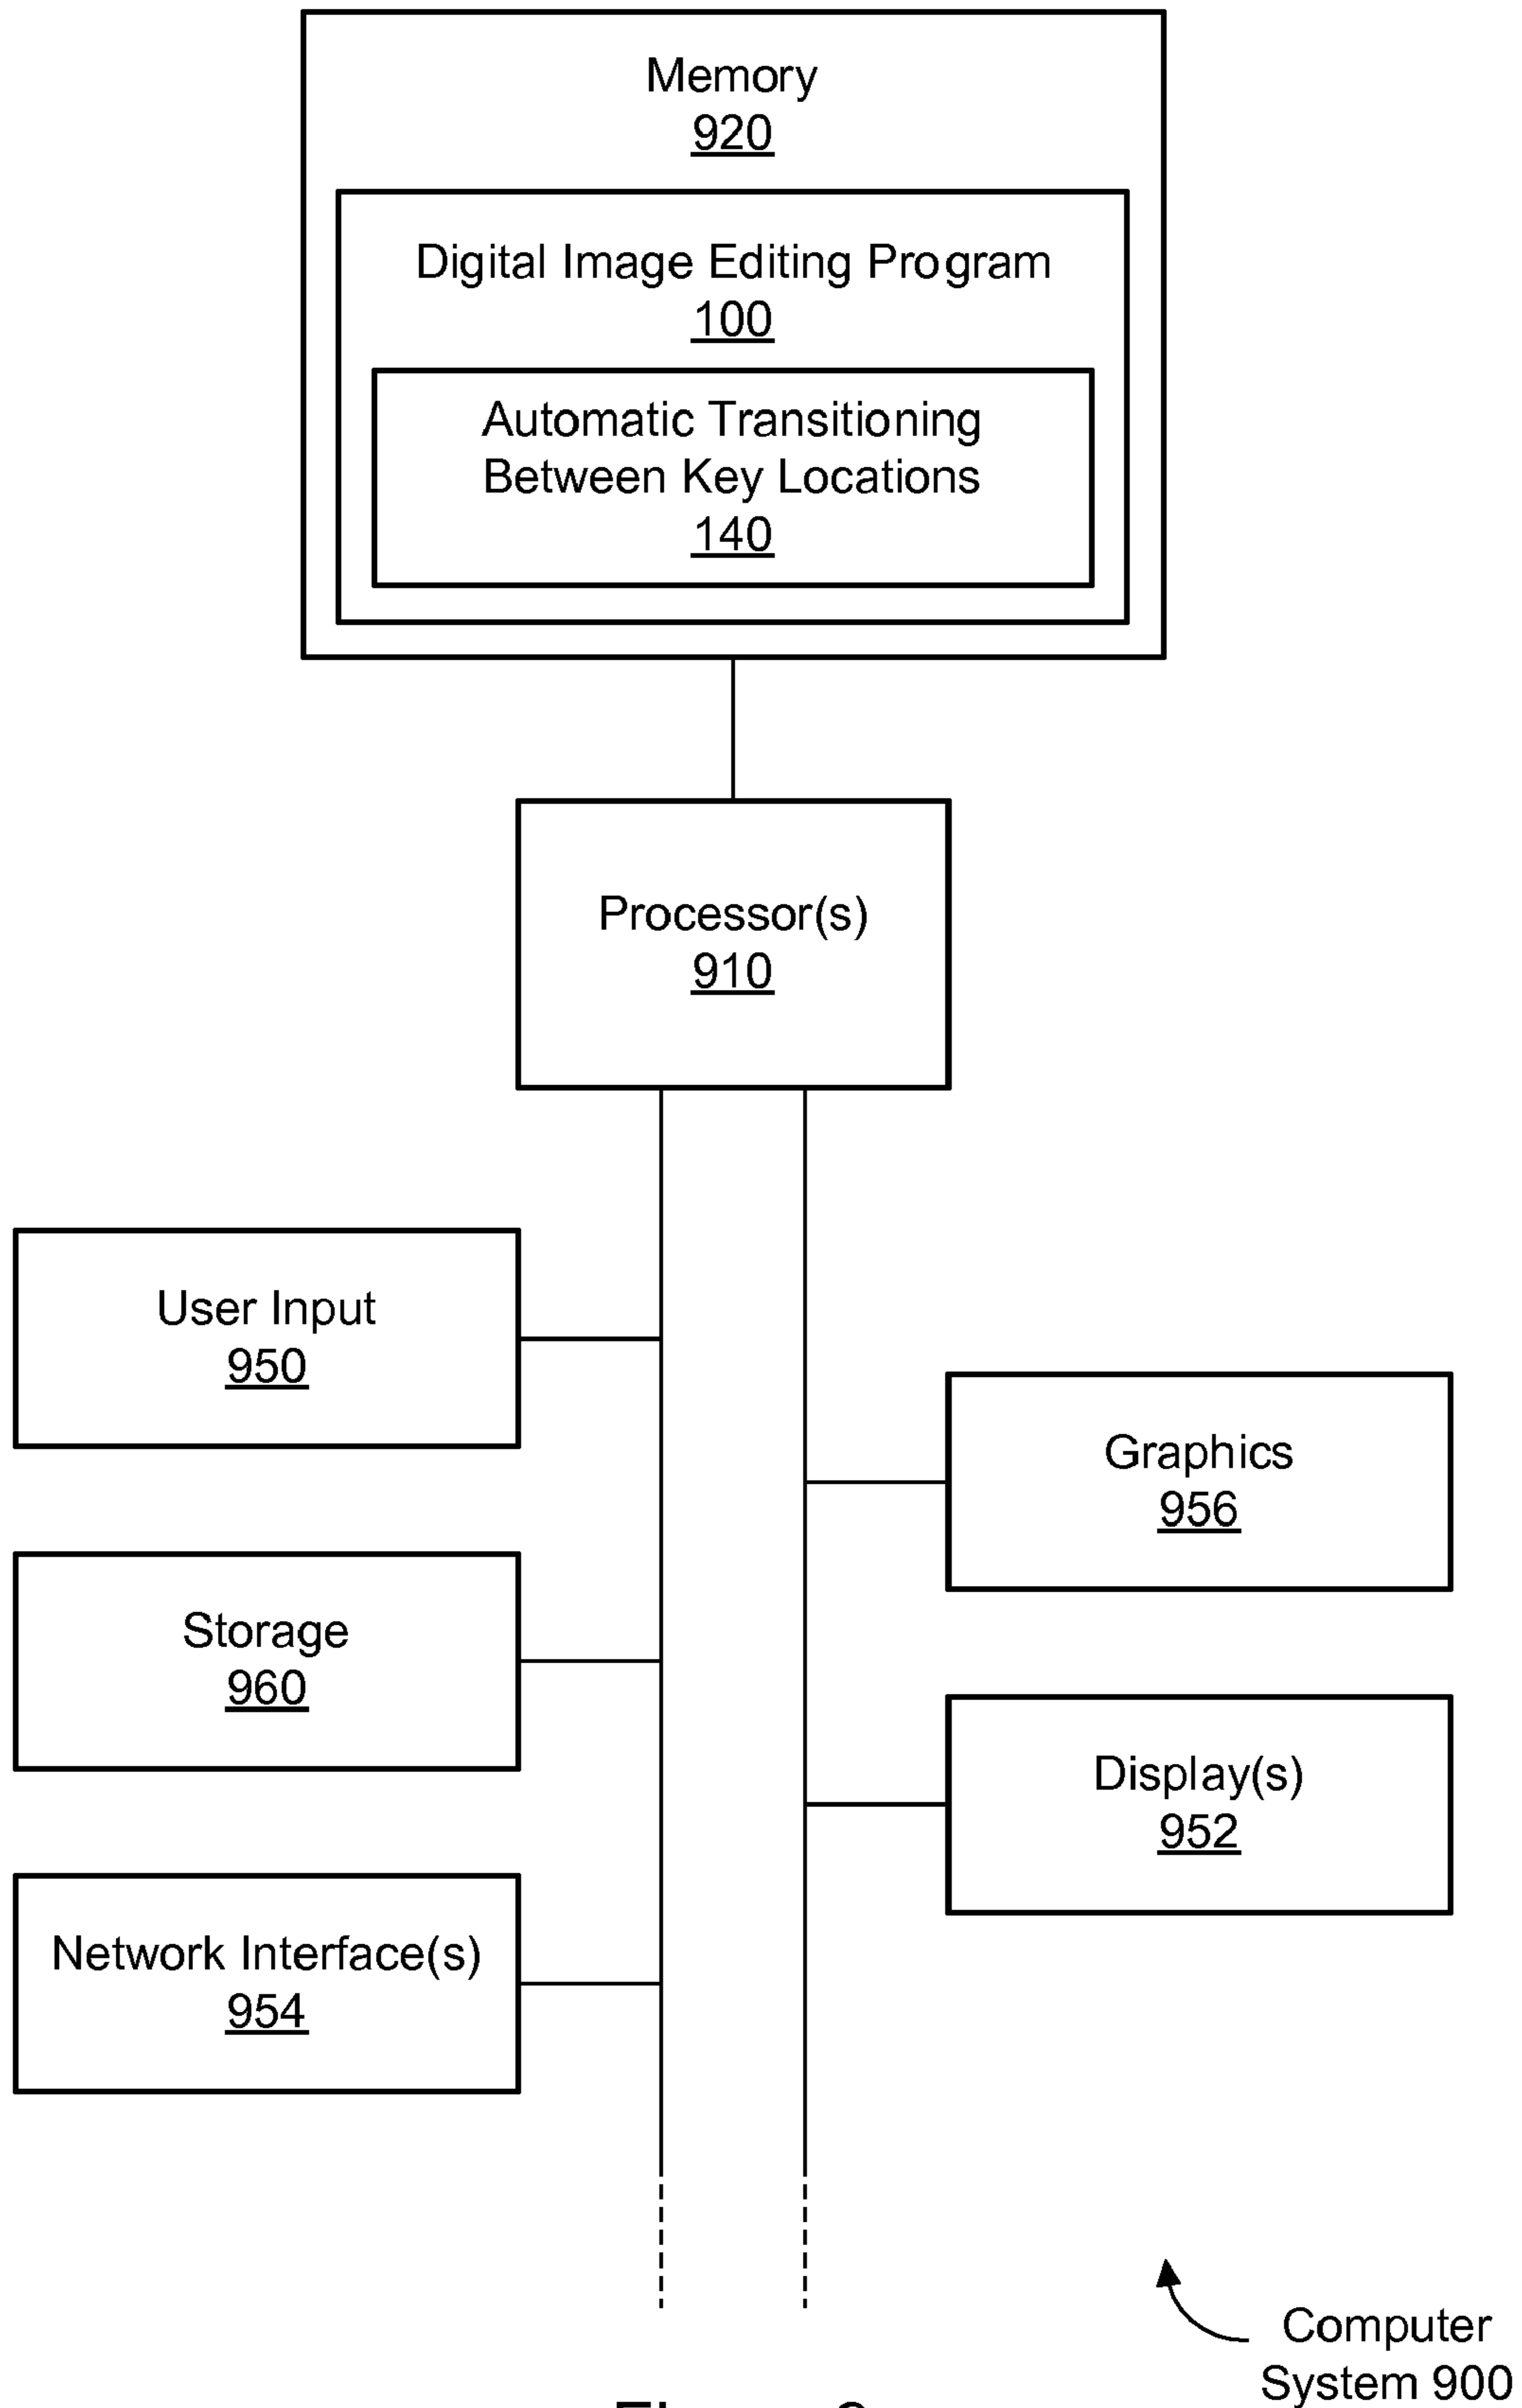 Memory
920
Digital Image Editing Program
100
Automatic Transitioning
Between Key Locations
140
Processor(s)
910
User Input
950
Graphics
956
Storage
960
Display(s)
952
Network Interface(s)
954
Computer
System 900